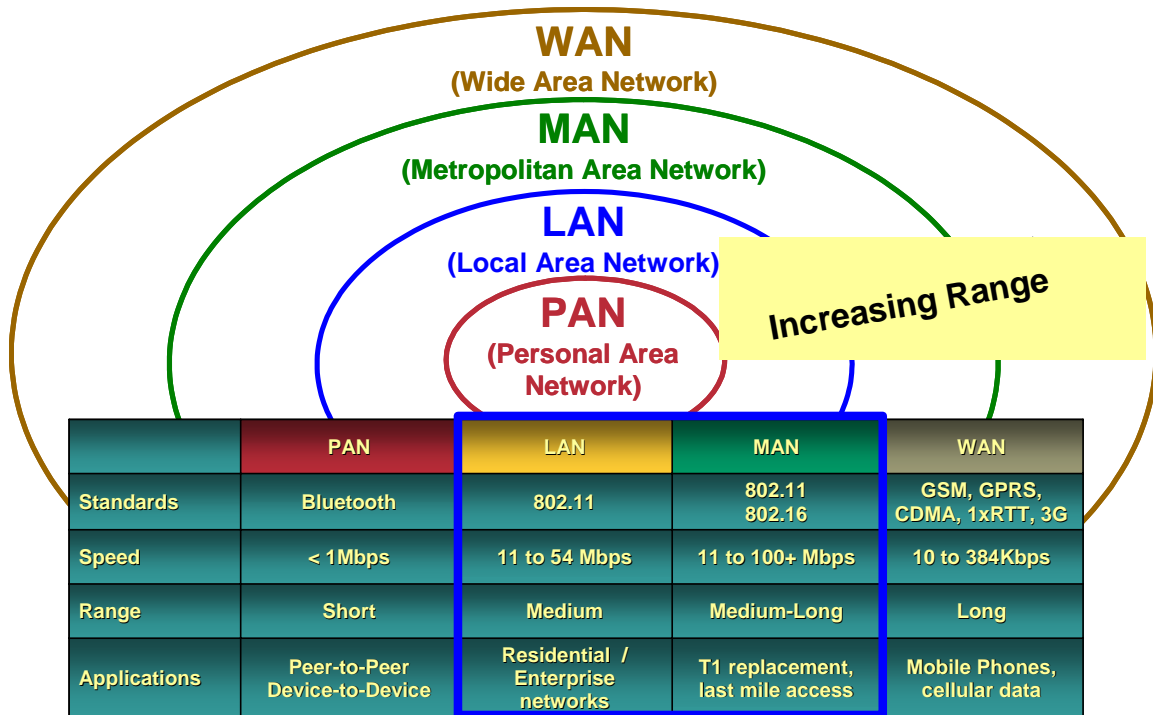 WAN
(Wide Area Network)
MAN
(Metropolitan Area Network)
LAN
(Local Area Network)
Increasing Range
PAN
(Personal Area
Network)
PAN LAN MAN WAN
Standards Bluetooth 802.11 802.11
802.16 GSM, GPRS,
CDMA, 1xRTT, 3G
Speed < 1Mbps 11 to 54 Mbps 11 to 100+ Mbps 10 to 384Kbps
Range Short Medium Medium-Long Long
Applications Peer-to-Peer
Device-to-Device Residential /
Enterprise
networks T1 replacement,
last mile access Mobile Phones,
cellular data